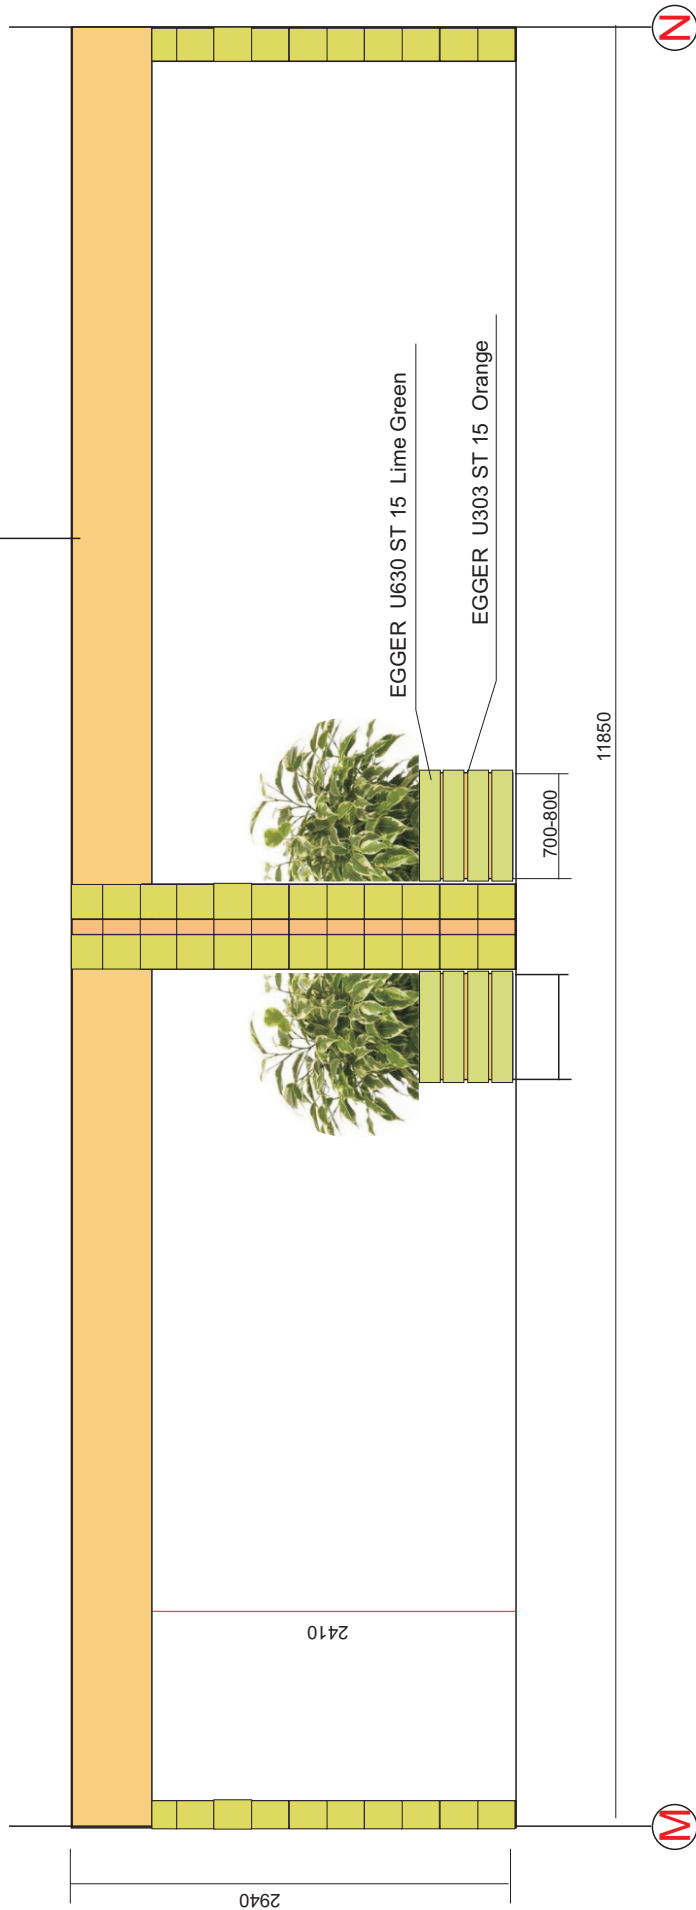 EGGER U630 ST 15 Lime Green
EGGER U303 ST 15 Orange
2410
2940
700-800
11850
M
N